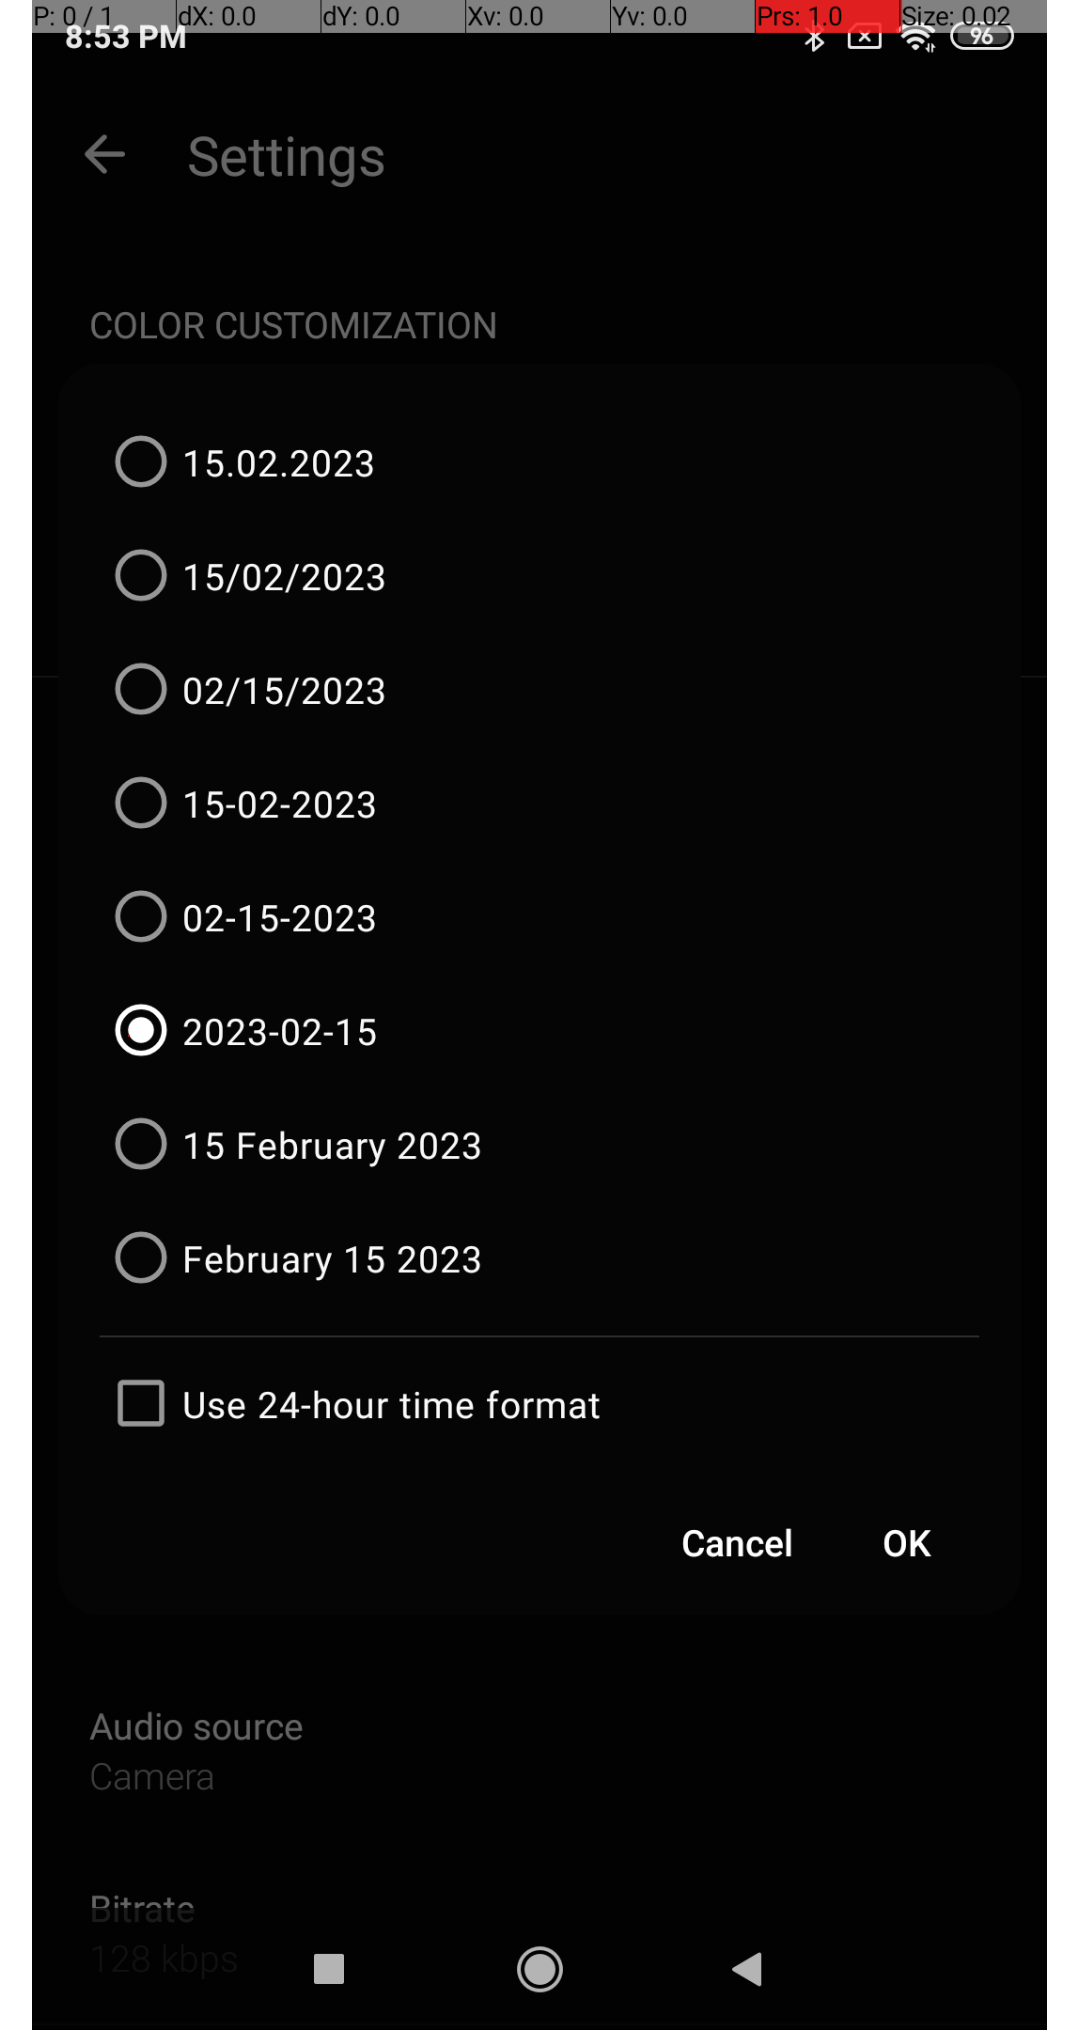 P: 0 / 1 dX: 0.0 dY: 0.0 Xv: 0.0 Yv: 0.0 Prs: 1.0 Size: 0.02
8:53 PM 96
Settings
COLOR CUSTOMIZATION
15.02.2023
15/02/2023
02/15/2023
15-02-2023
02-15-2023
2023-02-15
15 February 2023
February 15 2023
Use 24-hour time format
Cancel OK
Audio source
Camera
Bitrate
128 kbps